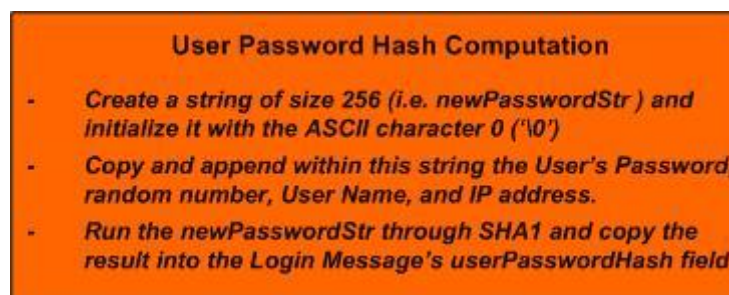 User Password Hash Computation
- Create a string of size 256 (i.e. newPasswordStr ) and
initialize it with the ASCII character 0 (‘\0’)
- Copy and append within this string the User’s Password
random number, User Name, and IP address.
- Run the newPasswordStr through SHA1 and copy the
result into the Login Message’s userPasswordHash field